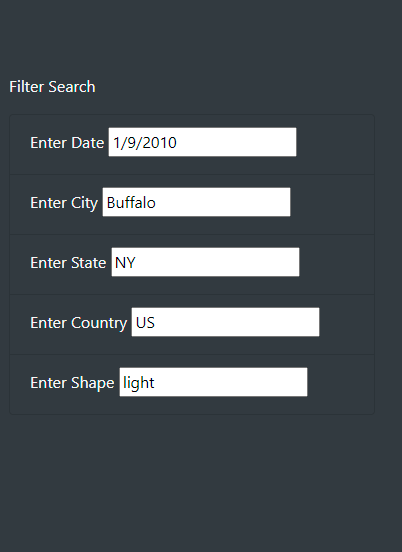 Filter Search
Enter Date 1/9/2010
Enter City Buffalo
Enter State NY
Enter Country US
Enter Shape light